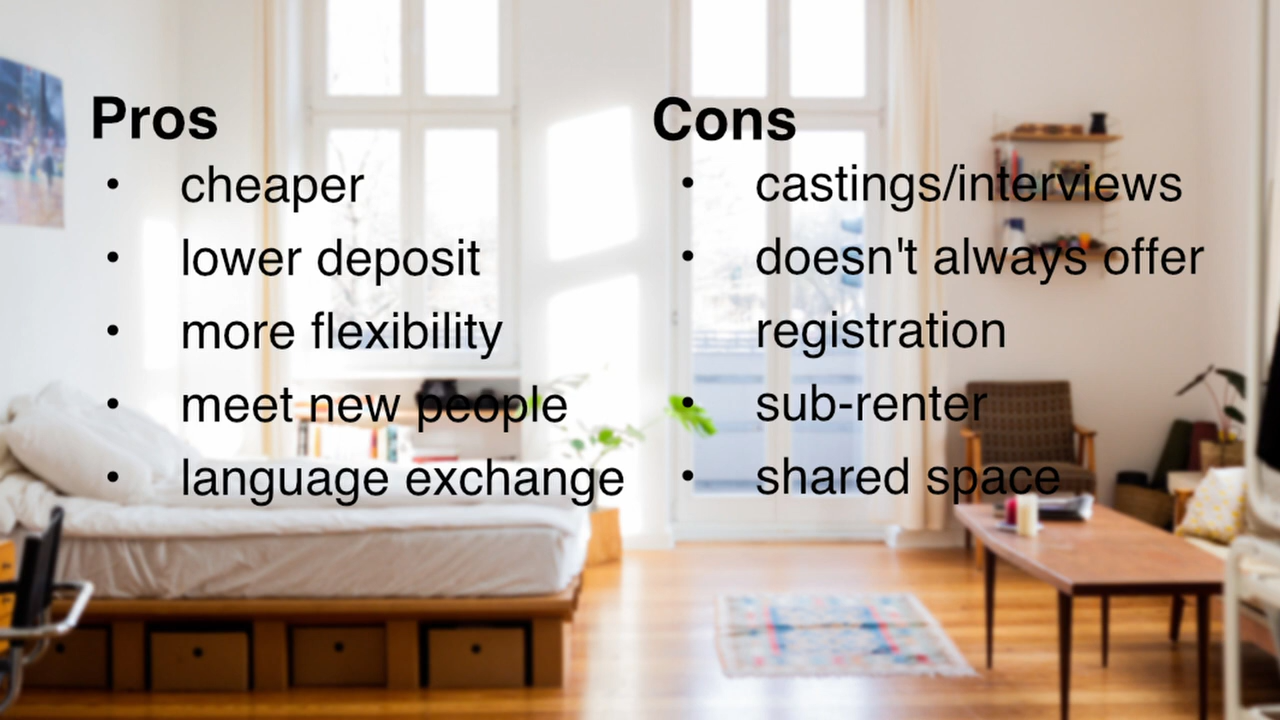 Pros
• cheaper
• lower deposit
• more flexibility
• meet new people
• language exchange
Cons
• castings/interviews
• doesn't always offer
registration
• sub-renter
• shared space